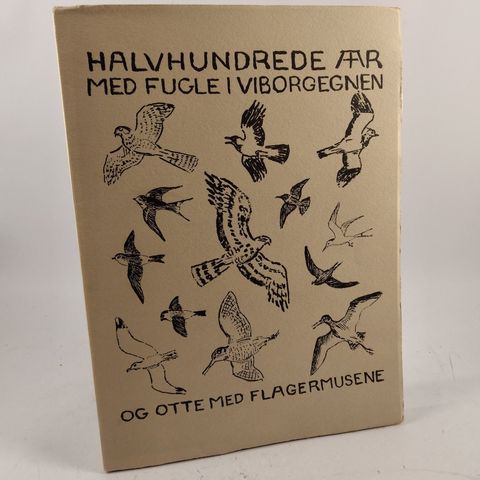 HALVHUNDREDE ÅR
MED FUGLE I VIBORGEGNEN
OG OTTE MED FLAGERMUSENE